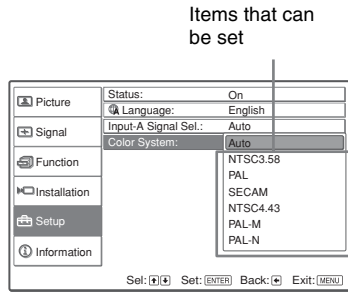 Items that can
be set
Picture
Signal
Function
Installation
Setup
Information
Status: On
Language: English
Input-A Signal Sel.: Auto
Color System: Auto
NTSC3.58
PAL
SECAM
NTSC4.43
PAL-M
PAL-N
Sel: Set: ENTER Back: Exit: MENU